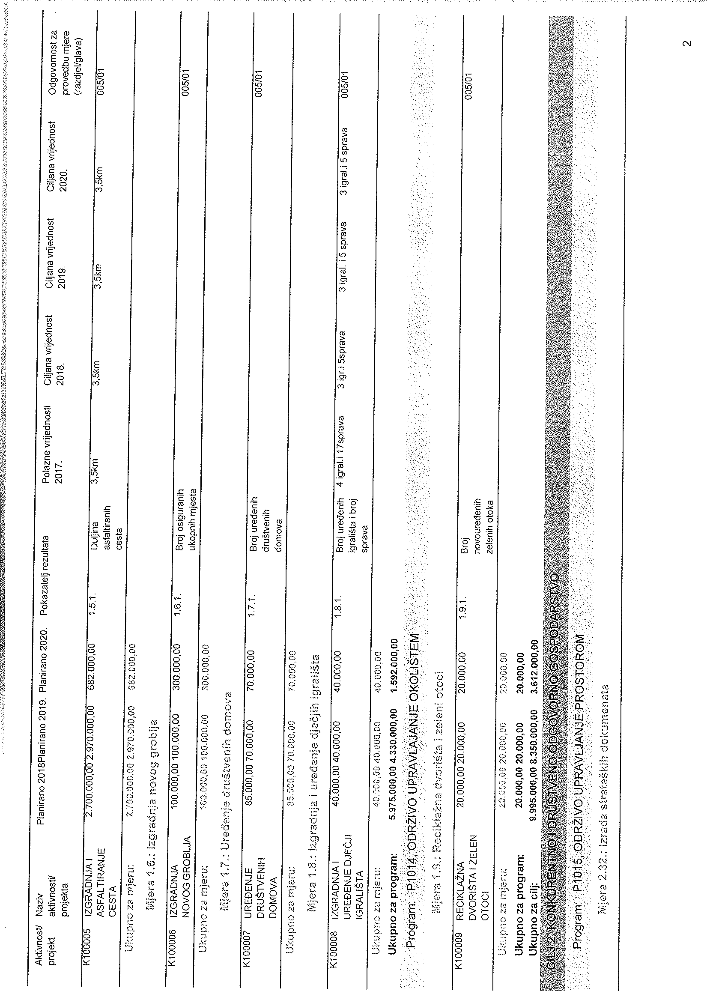 Aktivnost/ Naziv Planirano 2018Planirano 2019. Planirano 2020. Pokazatelj rezultata Polazne vrijednosti Ciljana vrijednost Ciljana vrijednost Ciljana vrijednost Odgovornost za
projekt aktivnosti/ 2017. 2018. 2019. 2020. provedbu mjere
projekta (razdjel/glava)
K100005 IZGRADNJA I 2.700.000,00 2.970.000,00 682.000,00 1.5.1. Duljina 3,5km 3,5km 3,5km 3,5km 005/01
ASFALTIRANJE asfaltiranih
CESTA cesta
Ukupno za mjeru: 2.700.000,00 2.970.000,00 682.000,00
Mjera 1.6.: Izgradnja novog groblja
K100006 IZGRADNJA 100.000,00 100.000,00 300.000,00 1.6.1. Broj osiguranih 005/01
NOVOG GROBLJA ukopnih mjesta
Ukupno za mjeru: 100.000,00 100.000,00 300.000,00
Mjera 1.7.: Uređenje društvenih domova
K100007 UREĐENJE 85.000,00 70.000,00 70.000,00 1.7.1. Broj uređenih 005/01
DRUŠTVENIH društvenih
DOMOVA domova
Ukupno za mjeru: 85.000,00 70.000,00 70.000,00
Mjera 1.8.: Izgradnja i uređenje dječjih igrališta
K100008 IZGRADNJA I 40.000,00 40.000,00 40.000,00 1.8.1. Broj uređenih 4 igral.i 17sprava 3 igr.i 5sprava 3 igral. i 5 sprava 3 igral.i 5 sprava 005/01
UREĐENJE DJEČJI igrališta i broj
IGRALIŠTA sprava
Ukupno za mjeru: 40.000,00 40.000,00 40.000,00
Ukupno za program: 5.975.000,00 4.330.000,00 1.592.000,00
Program: P1014, ODRŽIVO UPRAVLAJANJE OKOLIŠTEM
Mjera 1.9.: Reciklažna dvorišta i zeleni otoci
K100009 RECIKLAŽNA 20.000,00 20.000,00 20.000,00 1.9.1. Broj 005/01
DVORIŠTA I ZELEN novouređenih
OTOCI zelenih otoka
Ukupno za mjeru: 20.000,00 20.000,00 20.000,00
Ukupno za program: 20.000,00 20.000,00 20.000,00
Ukupno za cilj: 9.995.000,00 8.350.000,00 3.612.000,00
CILJ 2. KONKURENTNO I DRUŠTVENO ODGOVORNO GOSPODARSTVO
Program: P1015, ODRŽIVO UPRAVLJANJE PROSTOROM
Mjera 2.32.: Izrada strateških dokumenata
2